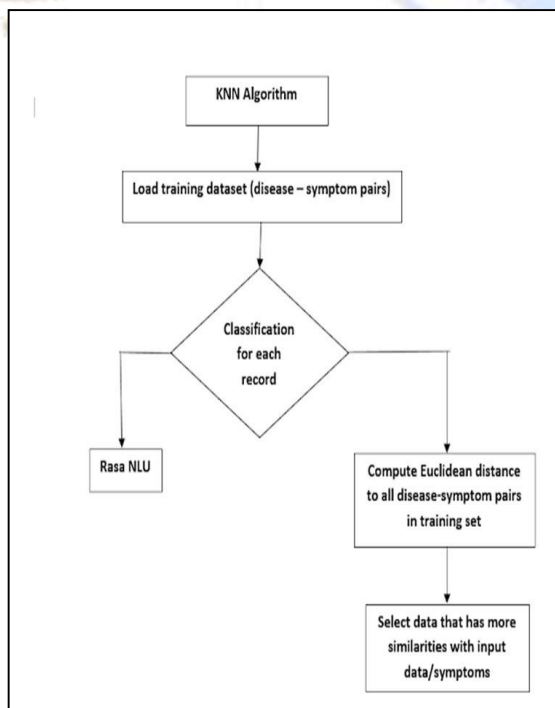 KNN Algorithm
Load training dataset (disease – symptom pairs)
Classification
for each
record
Rasa NLU
Compute Euclidean distance
to all disease-symptom pairs
in training set
Select data that has more
similarities with input
data/symptoms